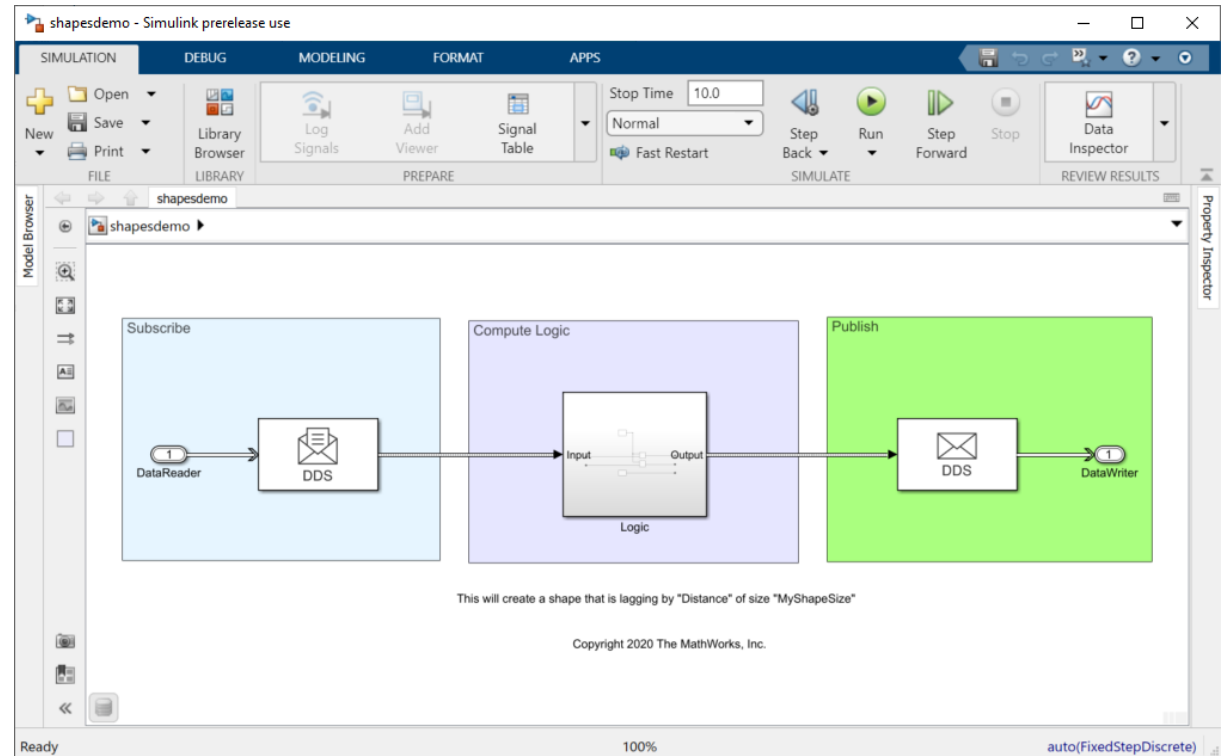 shapesdemo - Simulink prerelease use
SIMULATION DEBUG MODELING FORMAT APPS
New
Open
Save
Print
FILE
Library
Browser
LIBRARY
Log
Signals
Add
Viewer
Signal
Table
PREPARE
Stop Time 10.0
Normal
Fast Restart
Step
Back
Run
Step
Forward
Stop
SIMULATE
Data
Inspector
REVIEW RESULTS
Model Browser
shapesdemo
shapesdemo
Property Inspector
Subscribe
1
DataReader
DDS
Compute Logic
Input Output
Logic
Publish
DDS
1
DataWriter
This will create a shape that is lagging by "Distance" of size "MyShapeSize"
Copyright 2020 The MathWorks, Inc.
Ready 100% auto(FixedStepDiscrete)